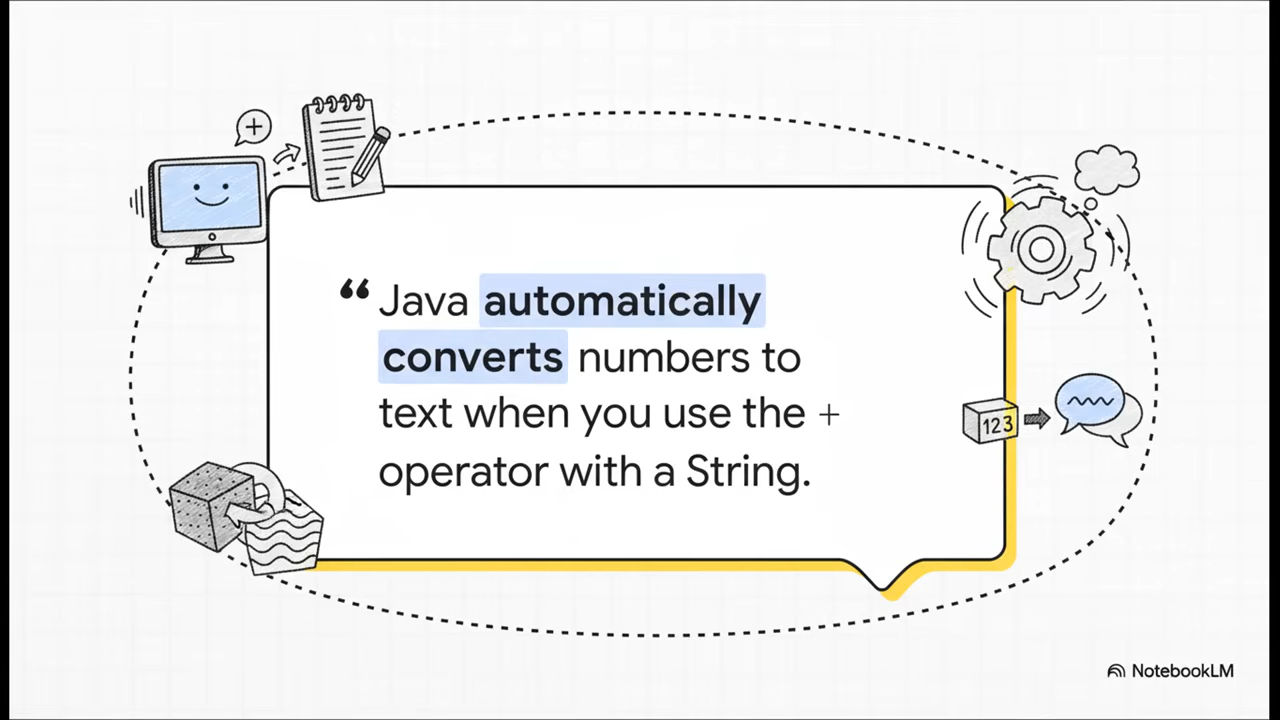 “Java automatically
converts numbers to
text when you use the +
operator with a String.
123
NotebookLM